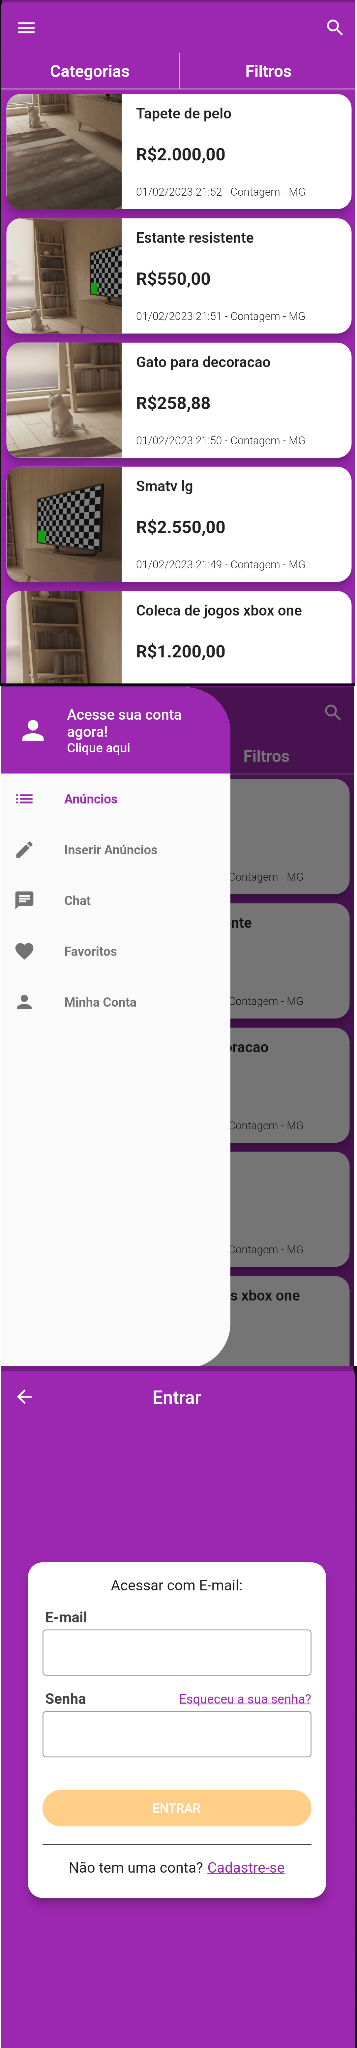 Categorias
Filtros
Tapete de pelo
R$2.000,00
01/02/2023 21:52 - Contagem - MG
Estante resistente
R$550,00
01/02/2023 21:51 - Contagem - MG
Gato para decoracao
R$258,88
01/02/2023 21:50 - Contagem - MG
Smatv lg
R$2.550,00
01/02/2023 21:49 - Contagem - MG
Coleca de jogos xbox one
R$1.200,00
Acesse sua conta
agora!
Clique aqui
Anúncios
Inserir Anúncios
Chat
Favoritos
Minha Conta
Filtros
Contagem - MG
nte
Contagem - MG
oracao
Contagem - MG
Contagem - MG
s xbox one
Entrar
Acessar com E-mail:
E-mail
Senha
Esqueceu a sua senha?
ENTRAR
Não tem uma conta? Cadastre-se